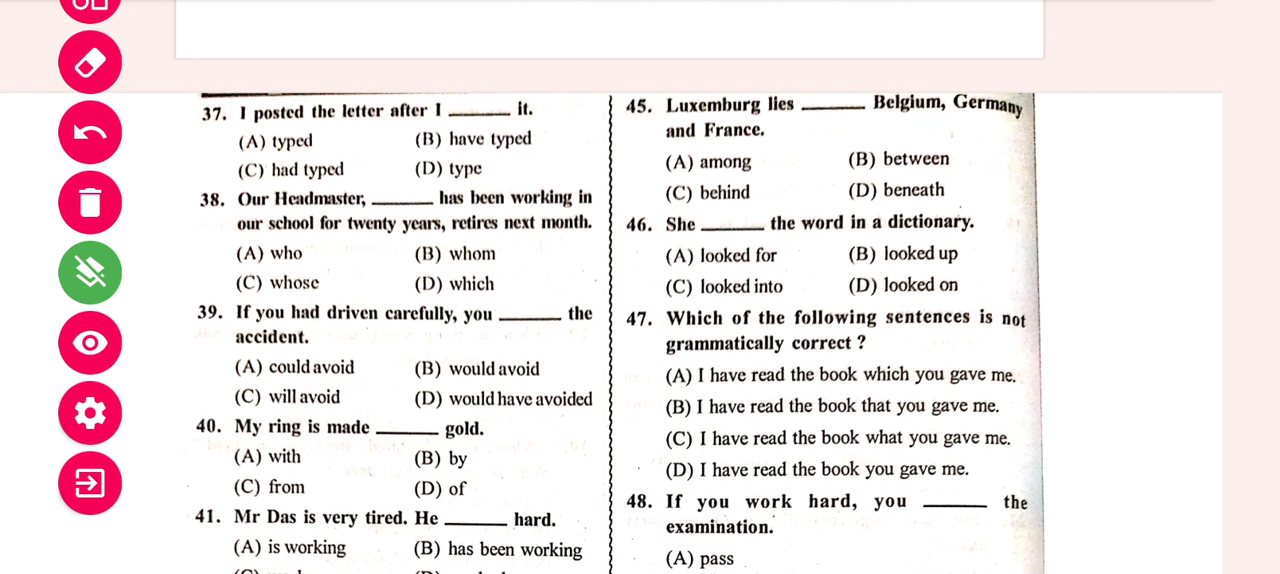 37. I posted the letter after I ______ it.
(A) typed (B) have typed
(C) had typed (D) type
38. Our Headmaster, ______ has been working in
our school for twenty years, retires next month.
(A) who (B) whom
(C) whose (D) which
39. If you had driven carefully, you ______ the
accident.
(A) could avoid (B) would avoid
(C) will avoid (D) would have avoided
40. My ring is made ______ gold.
(A) with (B) by
(C) from (D) of
41. Mr Das is very tired. He ______ hard.
(A) is working (B) has been working
45. Luxemburg lies ______ Belgium, Germany
and France.
(A) among (B) between
(C) behind (D) beneath
46. She ______ the word in a dictionary.
(A) looked for (B) looked up
(C) looked into (D) looked on
47. Which of the following sentences is not
grammatically correct ?
(A) I have read the book which you gave me.
(B) I have read the book that you gave me.
(C) I have read the book what you gave me.
(D) I have read the book you gave me.
48. If you work hard, you ______ the
examination.
(A) pass